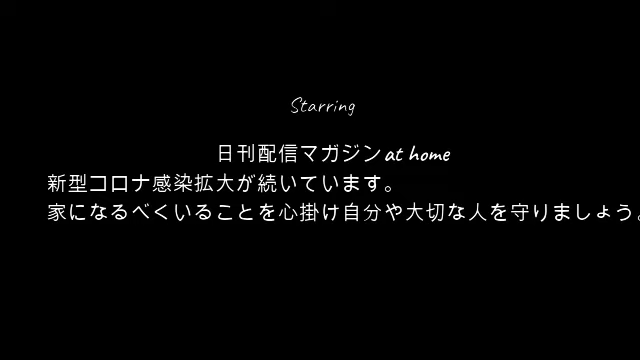 Starring
日刊配信マガジンat home
新型コロナ感染拡大が続いています。
家になるべくいることを心掛け自分や大切な人を守りましょう。